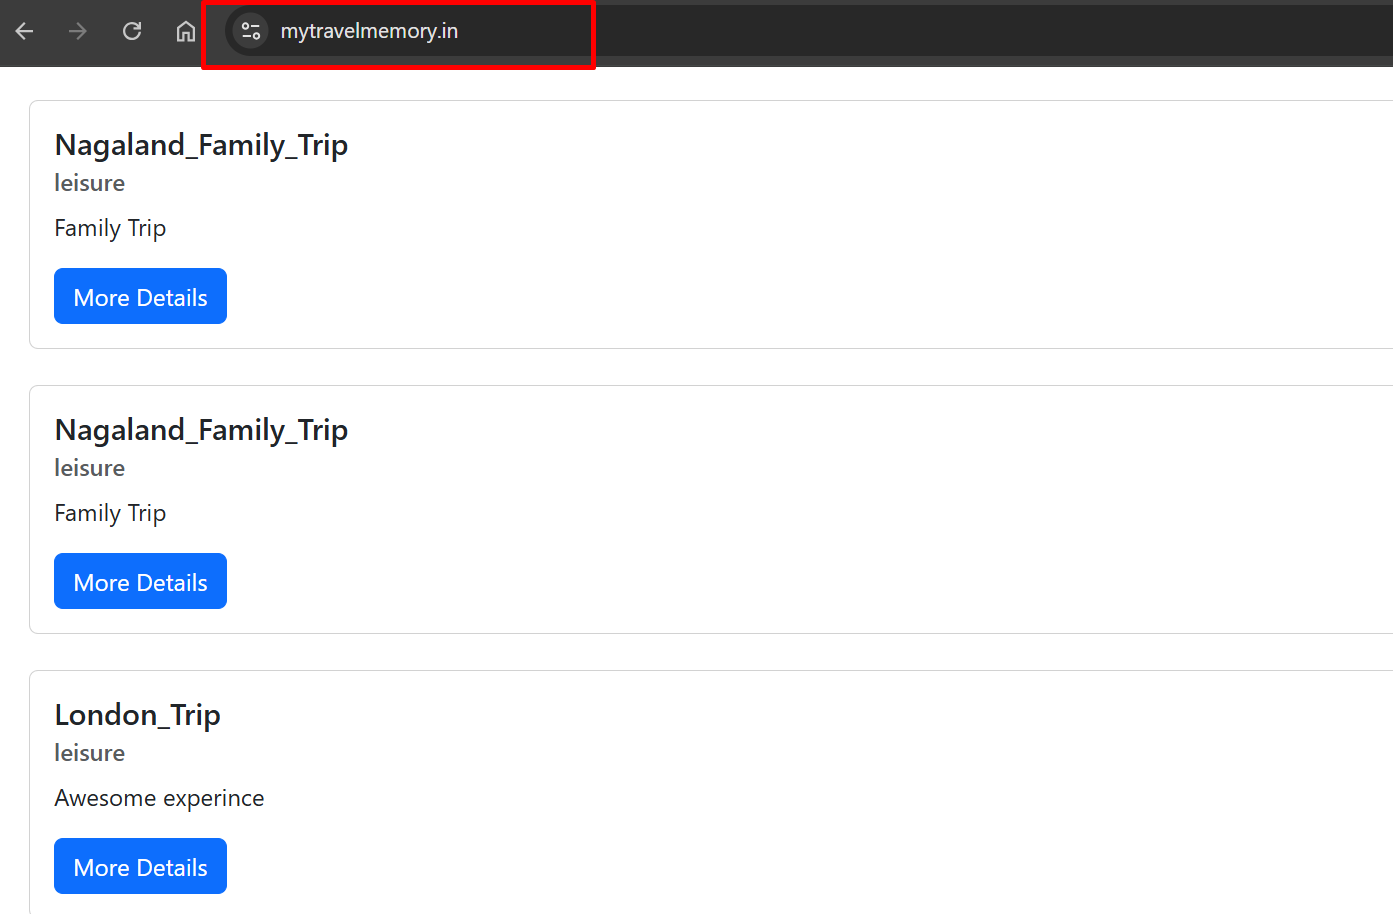 mytravelmemory.in
Nagaland_Family_Trip
leisure
Family Trip
More Details
Nagaland_Family_Trip
leisure
Family Trip
More Details
London_Trip
leisure
Awesome experince
More Details